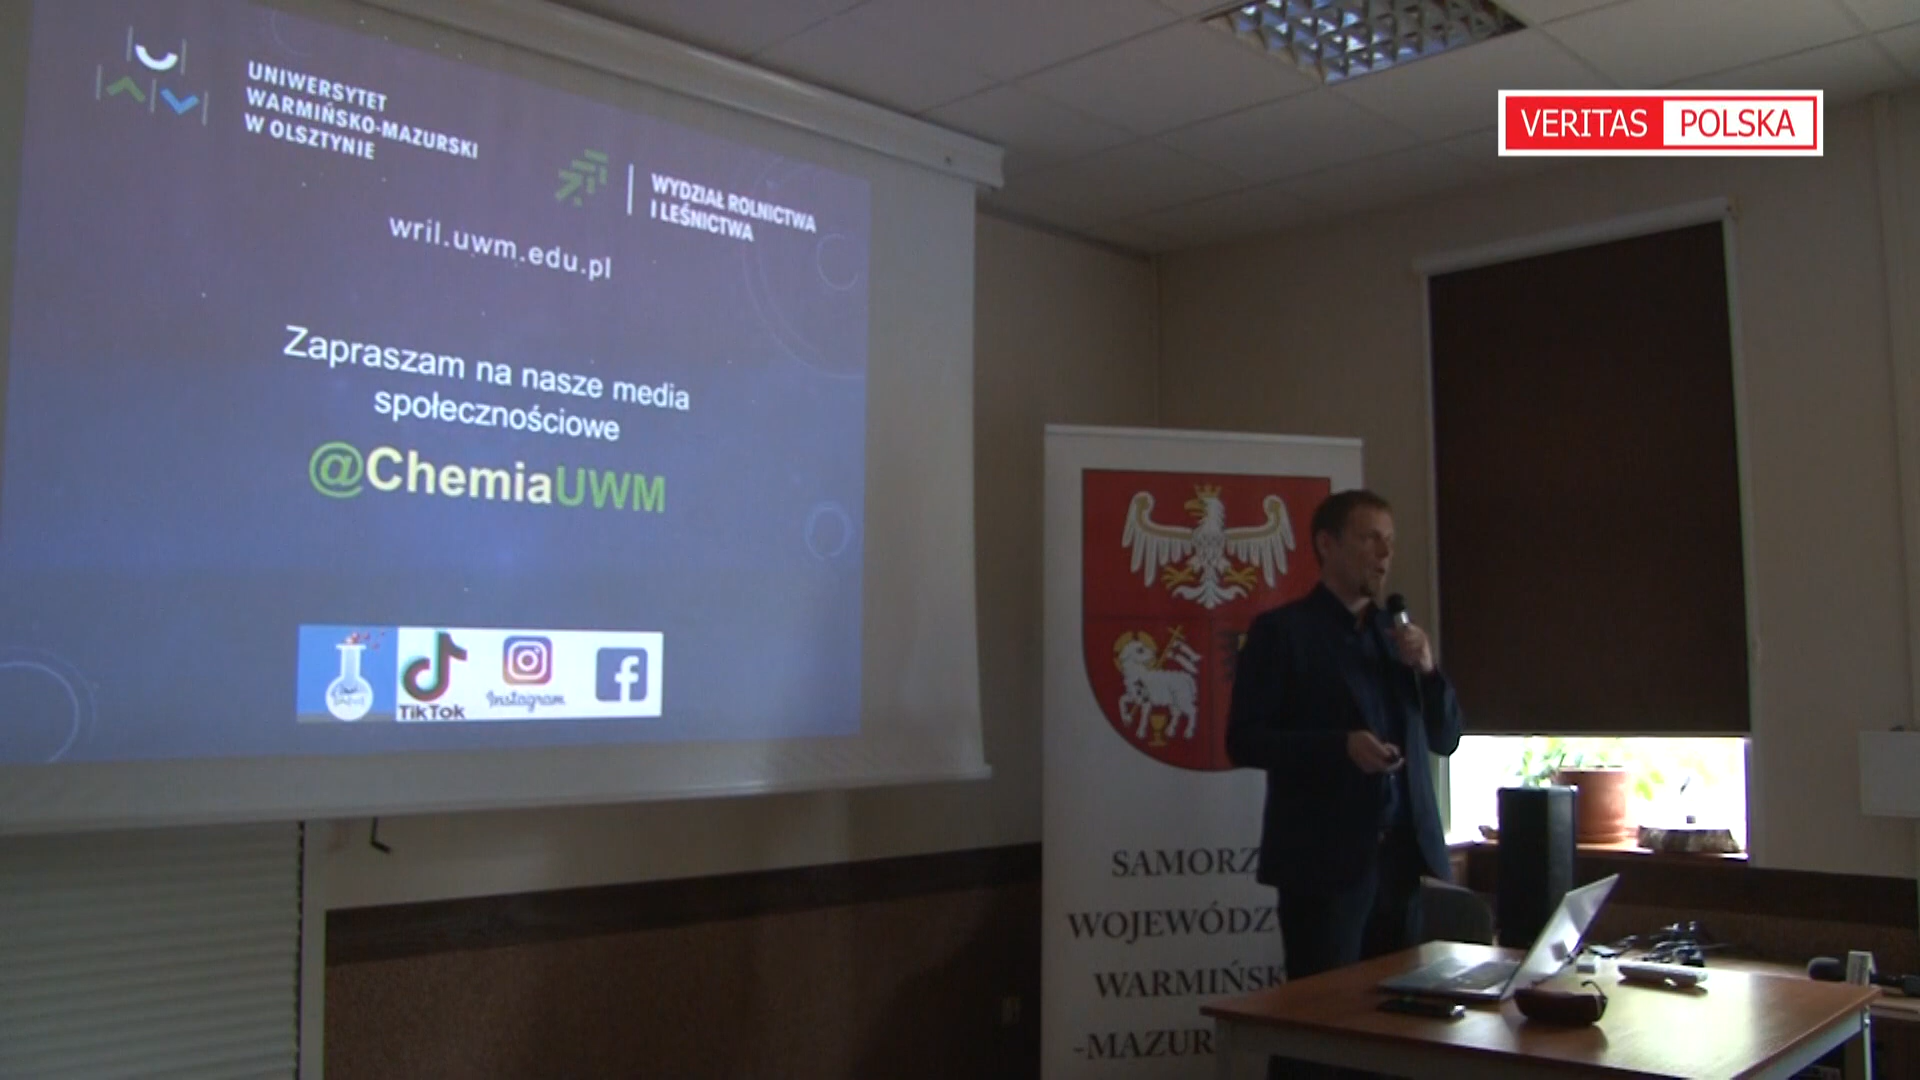 UNIWERSYTET
WARMIŃSKO-MAZURSKI
W OLSZTYNIE
WYDZIAŁ ROLNICTWA
I LEŚNICTWA
wril.uwm.edu.pl
Zapraszam na nasze media
społecznościowe
@ChemiaUWM
TikTok
Instagram
VERITAS POLSKA
SAMORZ
WOJEWÓDZ
WARMIŃSK
-MAZUR